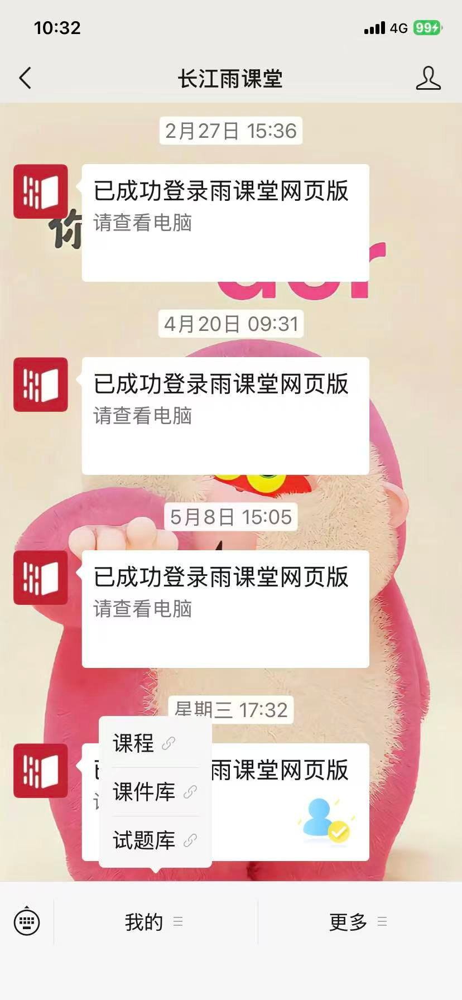 10:32
4G 99
长江雨课堂
2月27日 15:36
已成功登录雨课堂网页版
请查看电脑
你
der
4月20日 09:31
已成功登录雨课堂网页版
请查看电脑
5月8日 15:05
已成功登录雨课堂网页版
请查看电脑
星期三 17:32
雨课堂网页版
课程
课件库
试题库
我的
更多